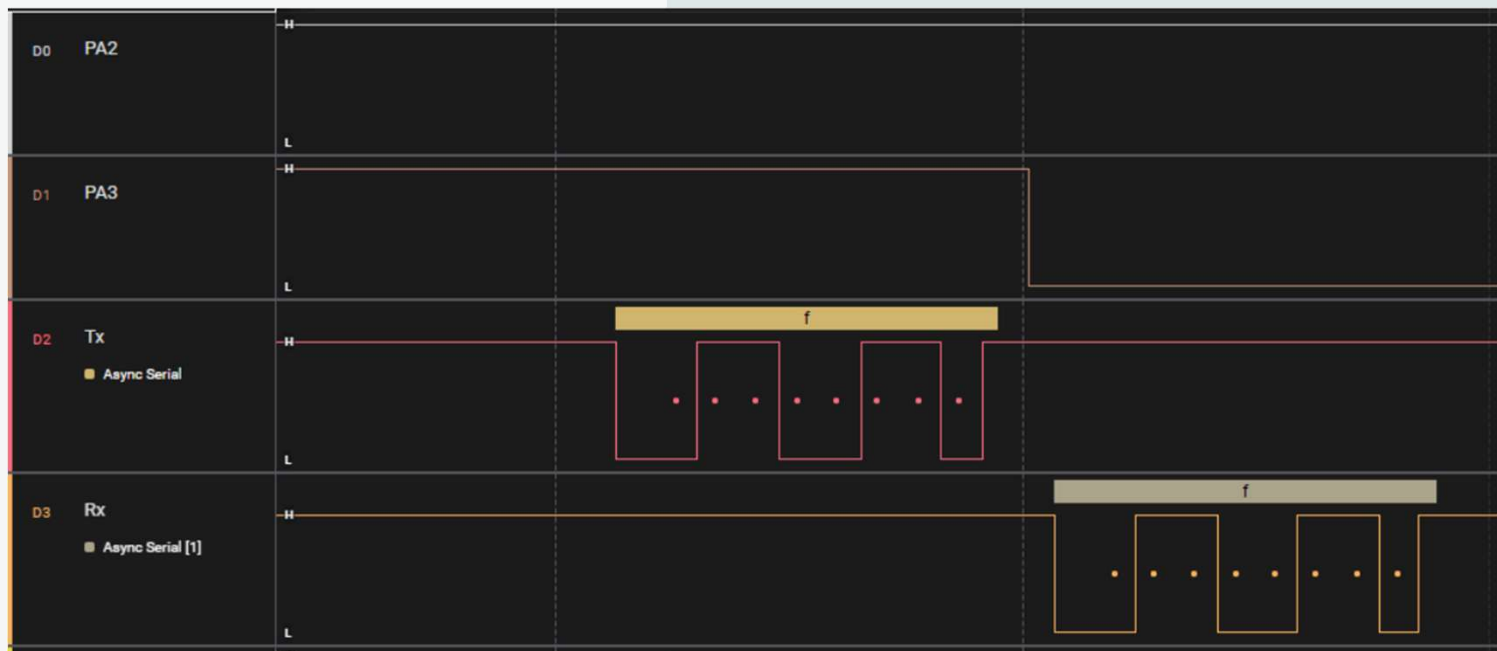 D0 PA2
H
L
D1 PA3
H
L
D2 Tx
Async Serial
H
L
f
D3 Rx
Async Serial [1]
H
L
f